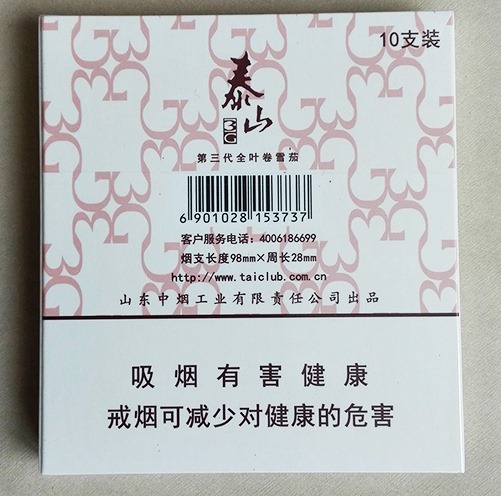 10支装
泰山
3G
第三代全叶卷雪茄
6 901028 153737
客户服务电话：4006186699
烟支长度98mm×周长28mm
http://www.taiclub.com.cn
山东中烟工业有限责任公司出品
吸烟有害健康
戒烟可减少对健康的危害